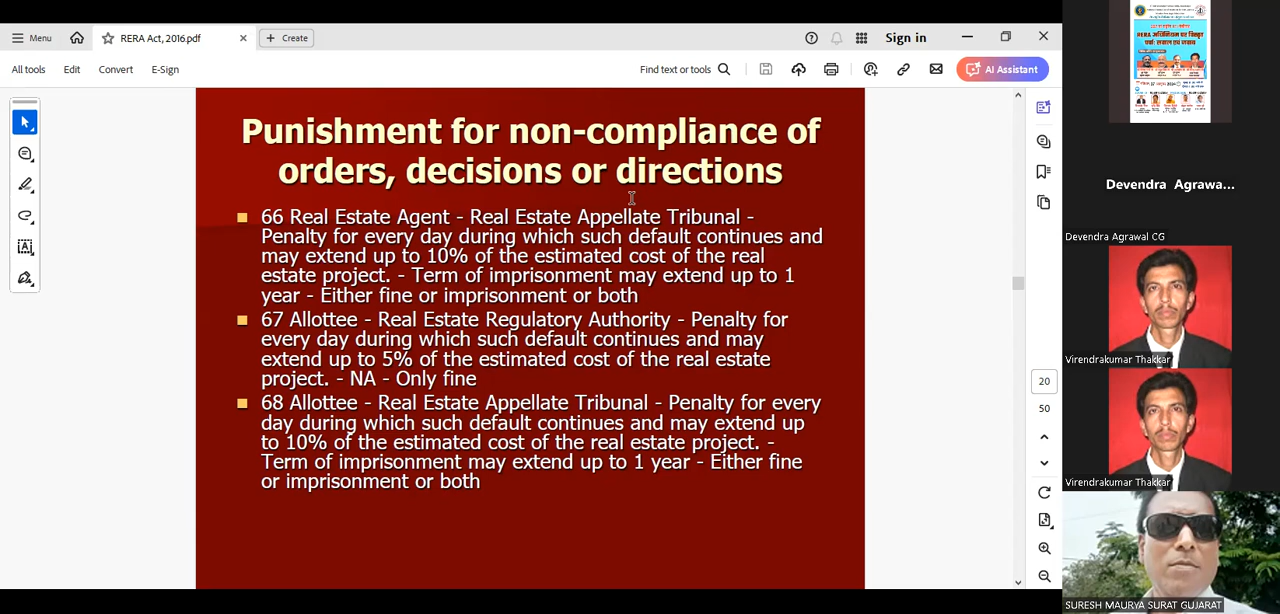 Menu
RERA Act, 2016.pdf
Create
Sign in
All tools
Edit
Convert
E-Sign
Find text or tools
AI Assistant
Punishment for non-compliance of
orders, decisions or directions
66 Real Estate Agent - Real Estate Appellate Tribunal -
Penalty for every day during which such default continues and
may extend up to 10% of the estimated cost of the real
estate project. - Term of imprisonment may extend up to 1
year - Either fine or imprisonment or both
67 Allottee - Real Estate Regulatory Authority - Penalty for
every day during which such default continues and may
extend up to 5% of the estimated cost of the real estate
project. - NA - Only fine
68 Allottee - Real Estate Appellate Tribunal - Penalty for every
day during which such default continues and may extend up
to 10% of the estimated cost of the real estate project. -
Term of imprisonment may extend up to 1 year - Either fine
or imprisonment or both
20
50
Devendra Agrawa...
Devendra Agrawal CG
Virendrakumar Thakkar
Virendrakumar Thakkar
SURESH MAURYA SURAT GUJARAT